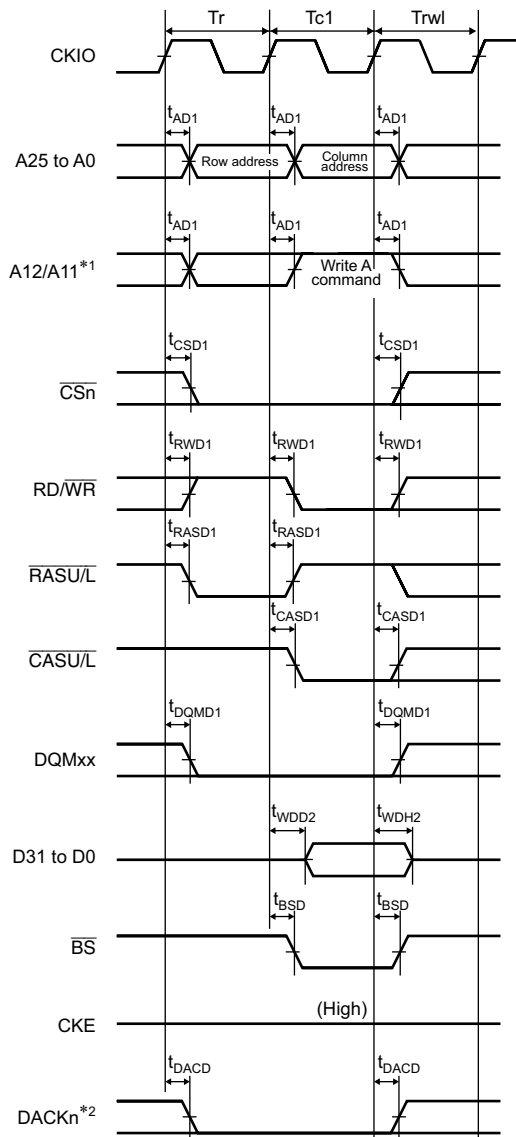 Tr Tc1 Trwl
CKIO
tAD1 tAD1 tAD1
A25 to A0 Row address Column address
tAD1 tAD1 tAD1
A12/A11*1 Write A command
tCSD1 tCSD1
CSn
tRWD1 tRWD1 tRWD1
RD/WR
tRASD1 tRASD1
RASU/L
tCASD1 tCASD1
CASU/L
tDQMD1 tDQMD1
DQMxx
tWDD2 tWDH2
D31 to D0
tBSD tBSD
BS
(High)
CKE
tDACD tDACD
DACKn*2